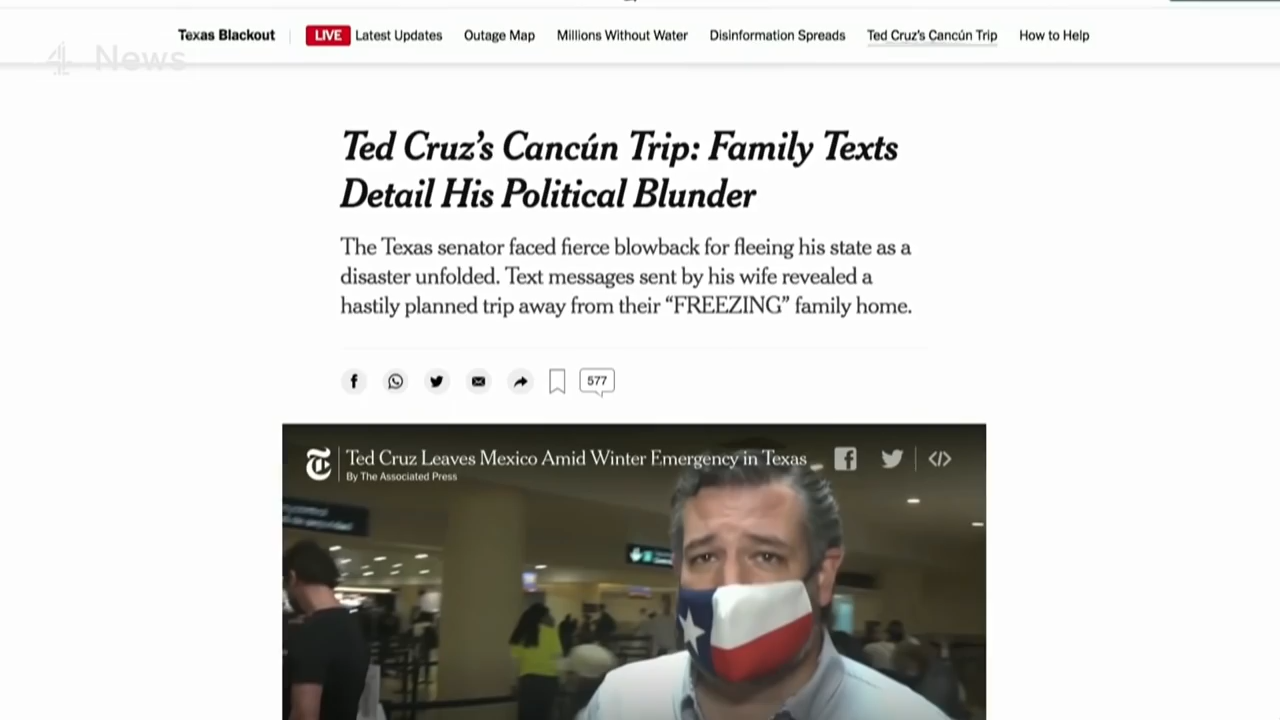 Texas Blackout LIVE Latest Updates Outage Map Millions Without Water Disinformation Spreads Ted Cruz's Cancún Trip How to Help
4 News
Ted Cruz's Cancún Trip: Family Texts
Detail His Political Blunder
The Texas senator faced fierce blowback for fleeing his state as a
disaster unfolded. Text messages sent by his wife revealed a
hastily planned trip away from their “FREEZING” family home.
577
Ted Cruz Leaves Mexico Amid Winter Emergency in Texas
By The Associated Press